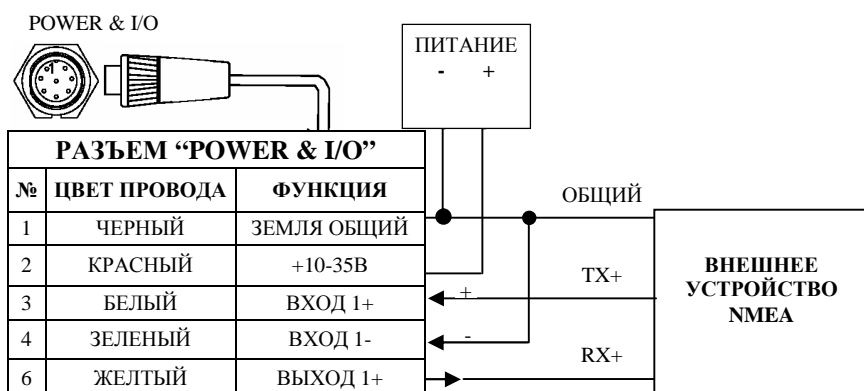 POWER & I/O
ПИТАНИЕ
- +
РАЗЪЕМ “POWER & I/O”
№ ЦВЕТ ПРОВОДА ФУНКЦИЯ
1 ЧЕРНЫЙ ЗЕМЛЯ ОБЩИЙ
2 КРАСНЫЙ +10-35В
3 БЕЛЫЙ ВХОД 1+
4 ЗЕЛЕНЫЙ ВХОД 1-
6 ЖЕЛТЫЙ ВЫХОД 1+
ОБЩИЙ
+ TX+
-
RX+
ВНЕШНЕЕ
УСТРОЙСТВО
NMEA